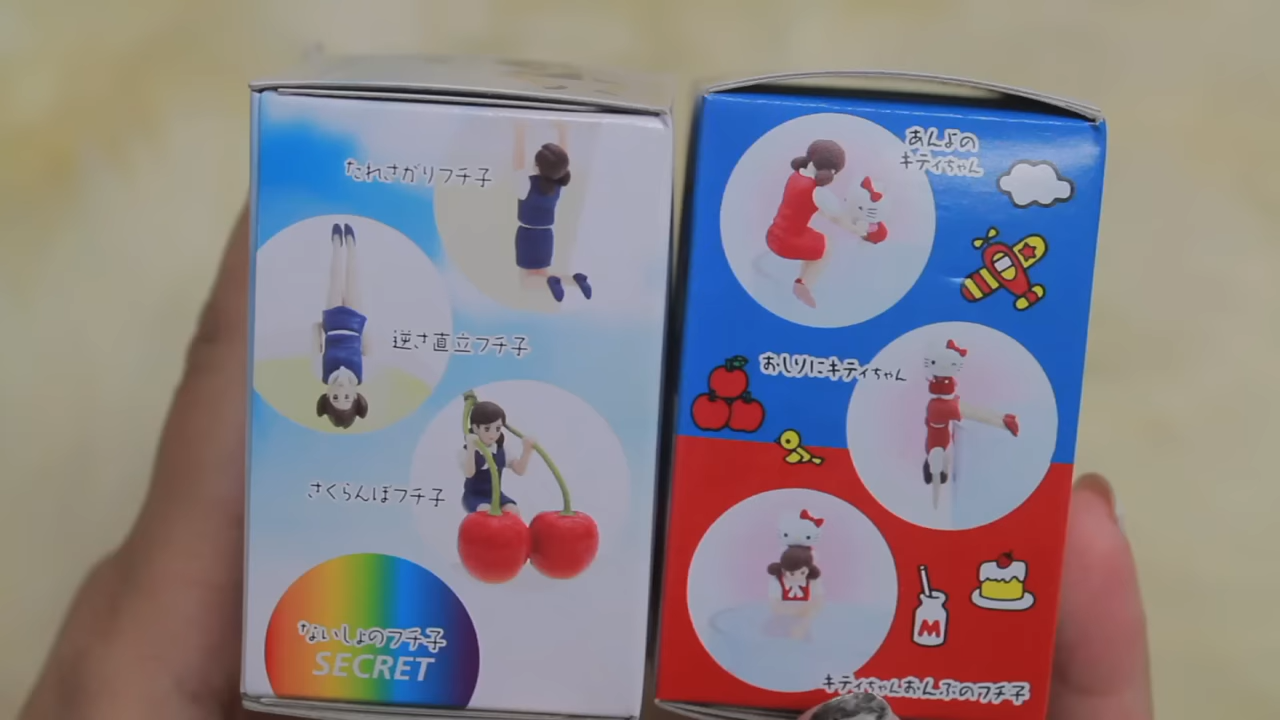 たれさがりフチ子
逆さ直立フチ子
さくらんぼフチ子
ないしょのフチ子
SECRET
あんよの
キティちゃん
おしりにキティちゃん
M
キティちゃんおんぶのフチ子